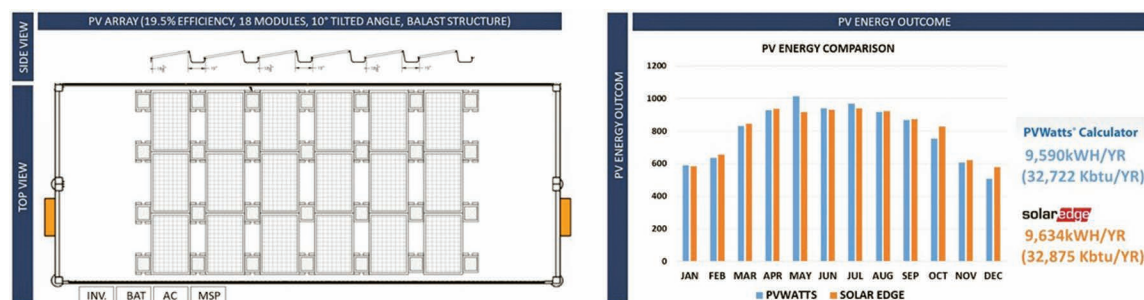 SIDE VIEW
PV ARRAY (19.5% EFFICIENCY, 18 MODULES, 10° TILTED ANGLE, BALAST STRUCTURE)
TOP VIEW
INV.
BAT
AC
MSP
PV ENERGY OUTCOM
PV ENERGY OUTCOME
PV ENERGY COMPARISON
1200
1000
800
600
400
200
0
JAN FEB MAR APR MAY JUN JUL AUG SEP OCT NOV DEC
PVWATTS SOLAR EDGE
PVWatts® Calculator
9,590kWH/YR
(32,722 Kbtu/YR)
solaredge
9,634kWH/YR
(32,875 Kbtu/YR)